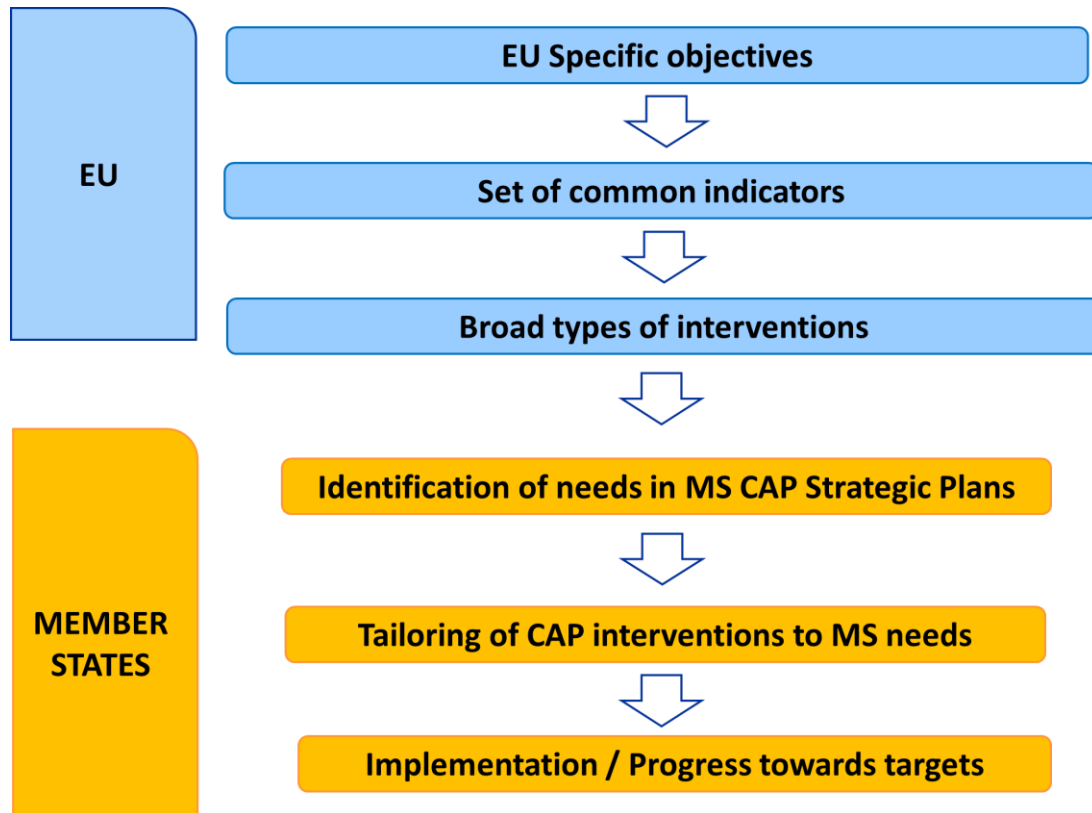 EU
EU Specific objectives
Set of common indicators
Broad types of interventions
MEMBER
STATES
Identification of needs in MS CAP Strategic Plans
Tailoring of CAP interventions to MS needs
Implementation / Progress towards targets